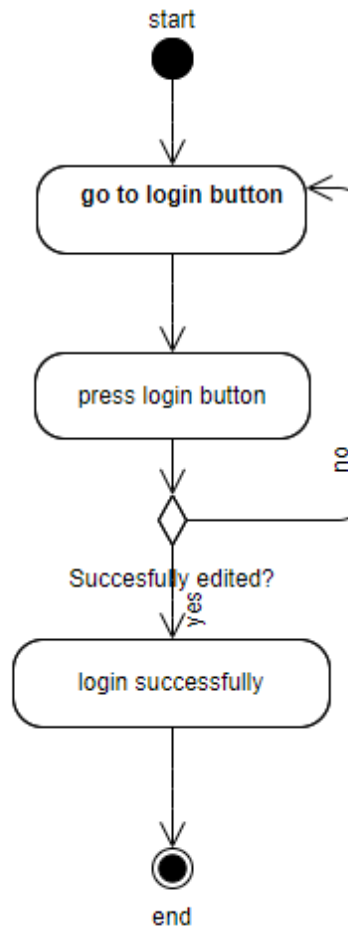 start
go to login button
press login button
no
Succesfully edited?
yes
login successfully
end